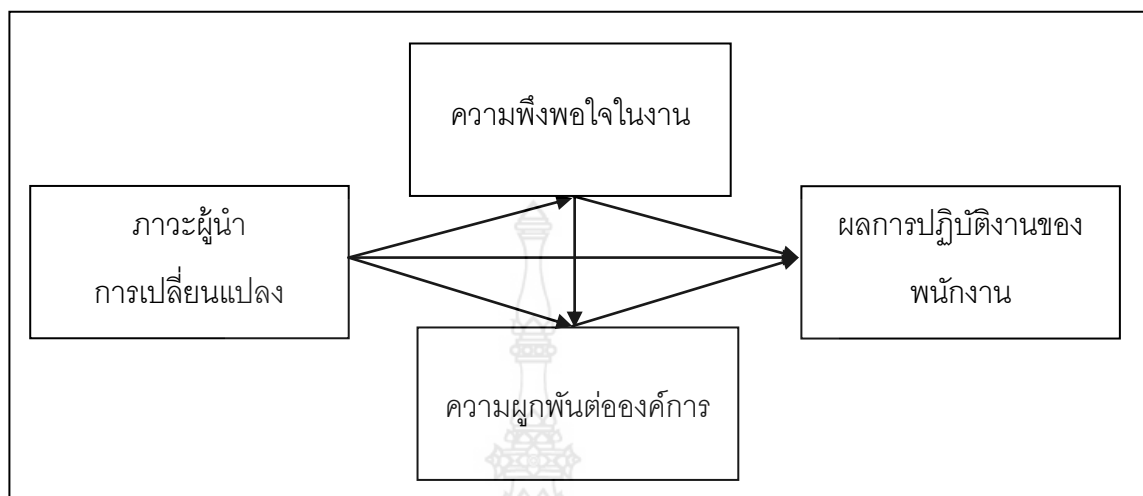 ความพึงพอใจในงาน
ภาวะผู้นำ
การเปลี่ยนแปลง
ผลการปฏิบัติงานของ
พนักงาน
ความผูกพันต่อองค์การ